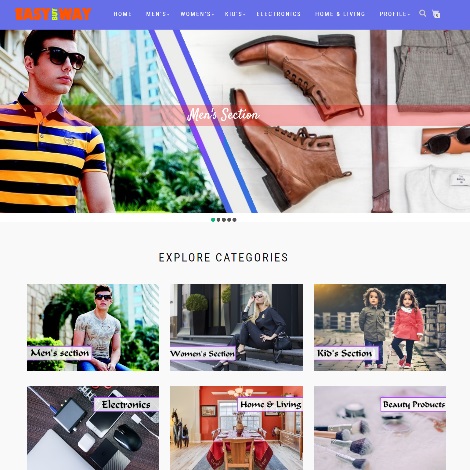 EASY BUY WAY
HOME MEN'S WOMEN'S KID'S ELECTRONICS HOME & LIVING PROFILE
Men's Section
EXPLORE CATEGORIES
Men's section
Women's Section
Kid's Section
Electronics
Home & Living
Beauty Products